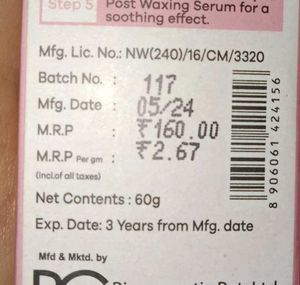 Step 5 Post Waxing Serum for a
soothing effect.
Mfg. Lic. No.: NW(240)/16/CM/3320
Batch No. : 117
Mfg. Date : 05/24
M.R.P : ₹160.00
M.R.P Per gm : ₹2.67
(incl.of all taxes)
Net Contents : 60g
Exp. Date: 3 Years from Mfg. date
Mfd & Mktd. by
8 906061 424156